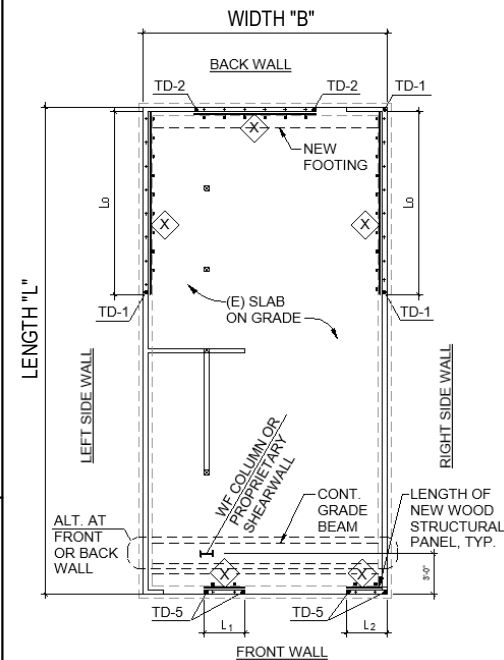 WIDTH "B"
BACK WALL
TD-2
TD-2
TD-1
X
NEW
FOOTING
Lo
X
X
Lo
TD-1
(E) SLAB
ON GRADE
TD-1
LENGTH "L"
LEFT SIDE WALL
RIGHT SIDE WALL
WF COLUMN OR
PROPRIETARY
SHEARWALL
CONT.
GRADE
BEAM
LENGTH OF
NEW WOOD
STRUCTURAL
PANEL, TYP.
ALT. AT
FRONT
OR BACK
WALL
X
X
3'-0"
TD-5
TD-5
L1
L2
FRONT WALL